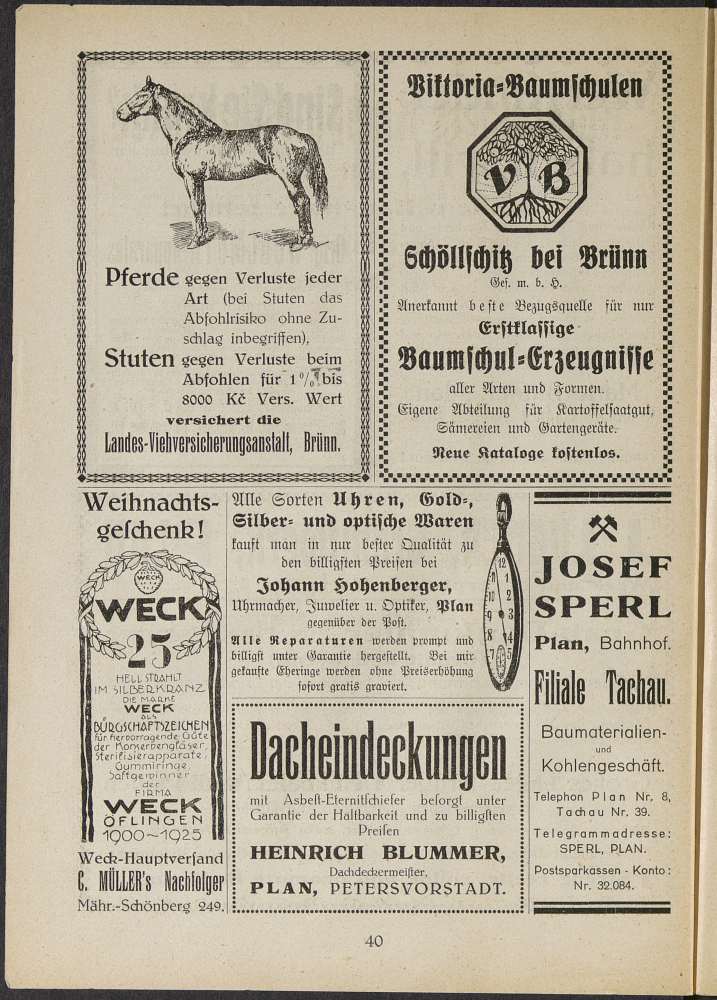 Pferde gegen Verluste jeder
Art (bei Stuten das
Abfohlrisiko ohne Zu-
schlag inbegriffen),
Stuten gegen Verluste beim
Abfohlen für 1% bis
8000 Kč Vers. Wert
versichert die
Landes-Viehversicherungsanstalt, Brünn.
Viktoria-Baumschulen
V B
Schöllschitz bei Brünn
Ges. m. b. H.
Anerkannt beste Bezugsquelle für nur
Erstklassige
Baumschul-Erzeugnisse
aller Arten und Formen.
Eigene Abteilung für Kartoffelsaatgut,
Sämereien und Gartengeräte.
Neue Kataloge kostenlos.
Weihnachts-
geschenk!
WECK
WECK
25
HELL STRAHLT
IM SILBERKRANZ
DIE MARKE
WECK
ALS
BÜRGSCHAFTSZEICHEN
für hervorragende Güte
der Konservengläser,
Sterilisierapparate,
Gummiringe,
Saftgewinner
der
FIRMA
WECK
ÖFLINGEN
1900~1925
Weck-Hauptversand
C. MÜLLER's Nachfolger
Mähr.-Schönberg 249.
Alle Sorten Uhren, Gold-,
Silber- und optische Waren
kauft man in nur bester Qualität zu
den billigsten Preisen bei
Johann Hohenberger,
Uhrmacher, Juwelier u. Optiker, Plan
gegenüber der Post.
Alle Reparaturen werden prompt und
billigst unter Garantie hergestellt. Bei mir
gekaufte Eheringe werden ohne Preiserhöhung
sofort gratis graviert.
Dacheindeckungen
mit Asbest-Eternitschiefer besorgt unter
Garantie der Haltbarkeit und zu billigsten
Preisen
HEINRICH BLUMMER,
Dachdeckermeister,
PLAN, PETERSVORSTADT.
JOSEF
SPERL
Plan, Bahnhof.
Filiale Tachau.
Baumaterialien-
und
Kohlengeschäft.
Telephon Plan Nr. 8,
Tachau Nr. 39.
Telegrammadresse:
SPERL, PLAN.
Postsparkassen-Konto:
Nr. 32.084.
40